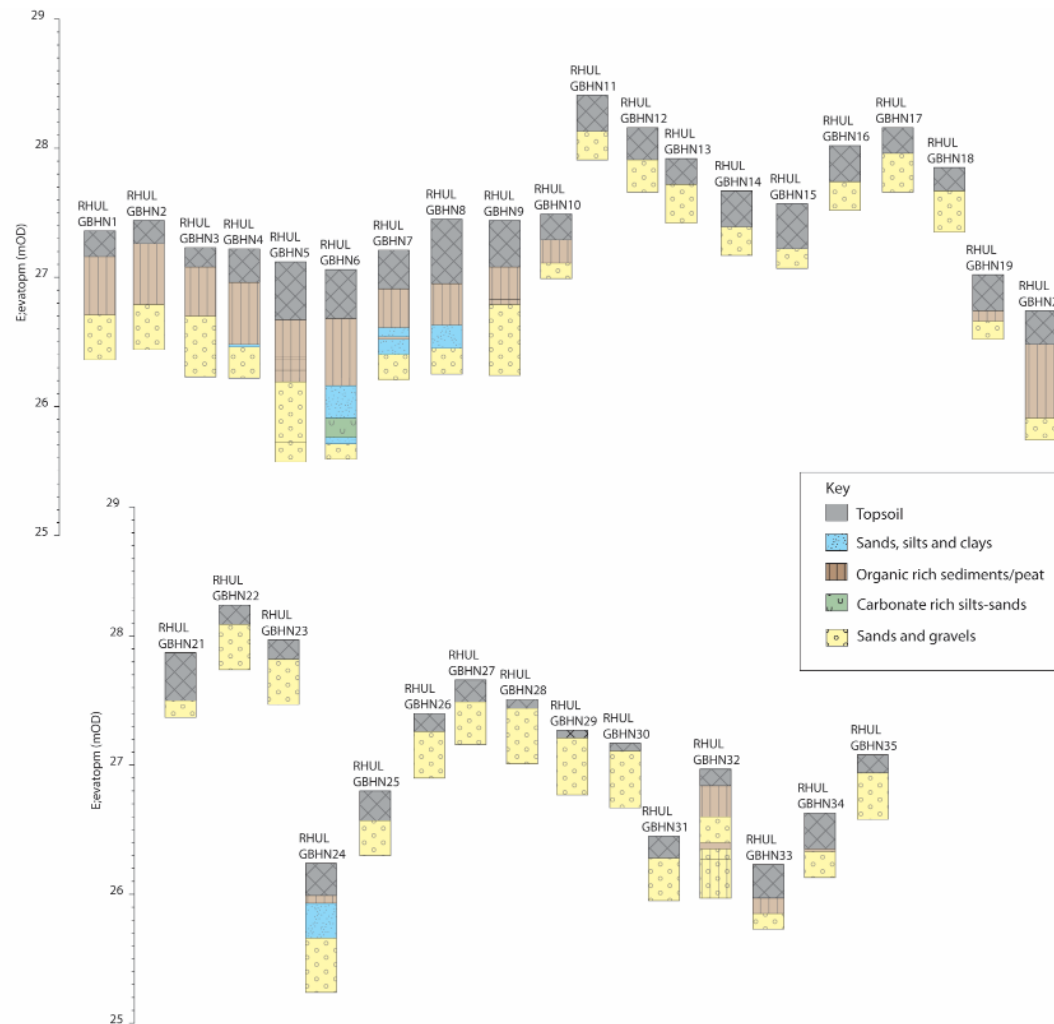 29
28
27
26
25
E;evatopm (mOD)
RHUL
GBHN1
RHUL
GBHN2
RHUL
GBHN3
RHUL
GBHN4
RHUL
GBHN5
RHUL
GBHN6
RHUL
GBHN7
RHUL
GBHN8
RHUL
GBHN9
RHUL
GBHN10
RHUL
GBHN11
RHUL
GBHN12
RHUL
GBHN13
RHUL
GBHN14
RHUL
GBHN15
RHUL
GBHN16
RHUL
GBHN17
RHUL
GBHN18
RHUL
GBHN19
RHUL
Key
Topsoil
Sands, silts and clays
Organic rich sediments/peat
Carbonate rich silts-sands
Sands and gravels
29
28
27
26
25
E;evatopm (mOD)
RHUL
GBHN21
RHUL
GBHN22
RHUL
GBHN23
RHUL
GBHN24
RHUL
GBHN25
RHUL
GBHN26
RHUL
GBHN27
RHUL
GBHN28
RHUL
GBHN29
RHUL
GBHN30
RHUL
GBHN31
RHUL
GBHN32
RHUL
GBHN33
RHUL
GBHN34
RHUL
GBHN35